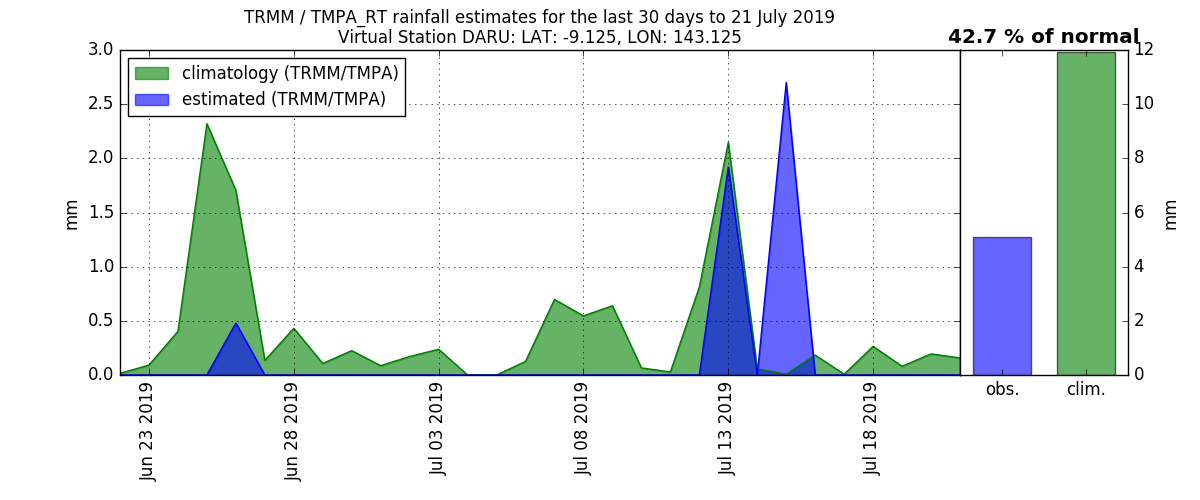 TRMM / TMPA_RT rainfall estimates for the last 30 days to 21 July 2019
Virtual Station DARU: LAT: -9.125, LON: 143.125
42.7 % of normal
climatology (TRMM/TMPA)
estimated (TRMM/TMPA)
3.0
2.5
2.0
1.5
1.0
0.5
0.0
mm
Jun 23 2019
Jun 28 2019
Jul 03 2019
Jul 08 2019
Jul 13 2019
Jul 18 2019
obs.
clim.
12
10
8
6
4
2
0
mm